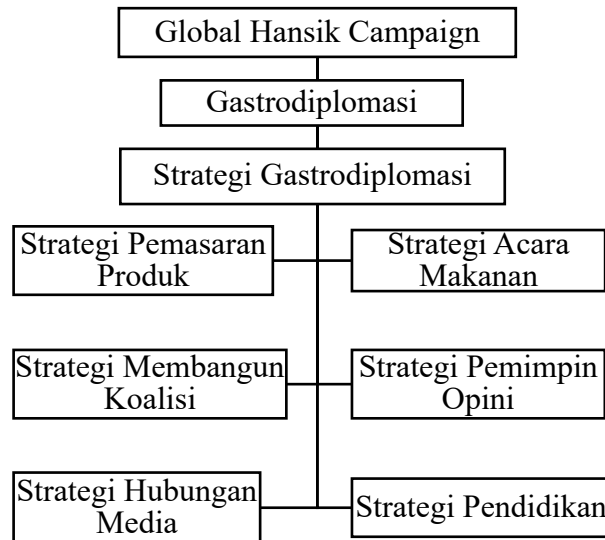 Global Hansik Campaign
Gastrodiplomasi
Strategi Gastrodiplomasi
Strategi Pemasaran
Produk
Strategi Acara
Makanan
Strategi Membangun
Koalisi
Strategi Pemimpin
Opini
Strategi Hubungan
Media
Strategi Pendidikan